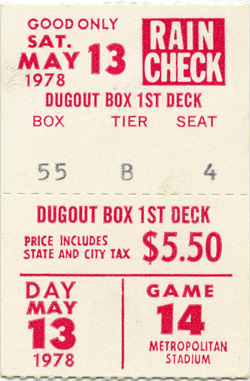 GOOD ONLY
SAT.
MAY 13
1978
RAIN
CHECK
DUGOUT BOX 1ST DECK
BOX TIER SEAT
55 B 4
DUGOUT BOX 1ST DECK
PRICE INCLUDES
STATE AND CITY TAX $5.50
DAY
MAY
13
1978
GAME
14
METROPOLITAN
STADIUM